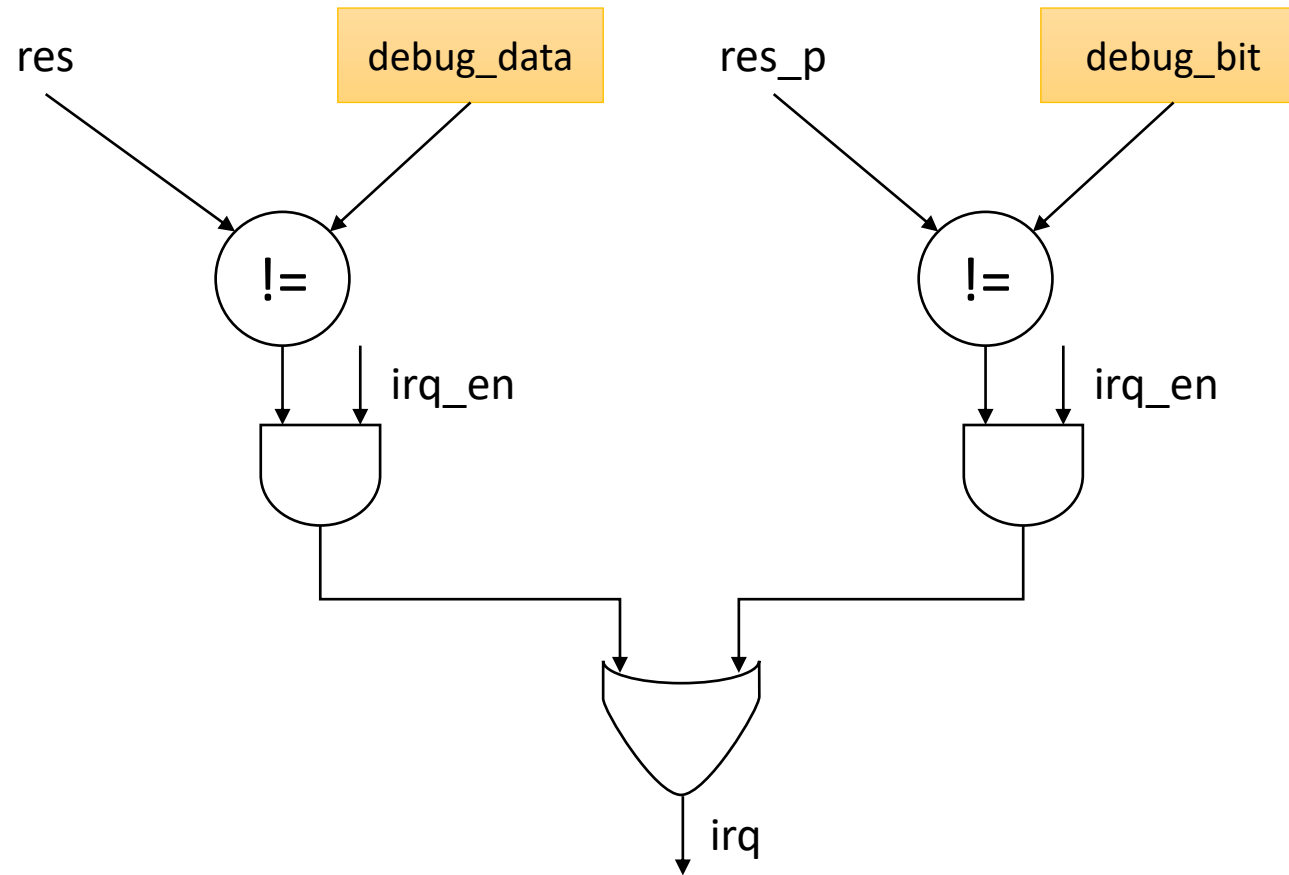 res
debug_data
res_p
debug_bit
!=
!=
irq_en
irq_en
irq